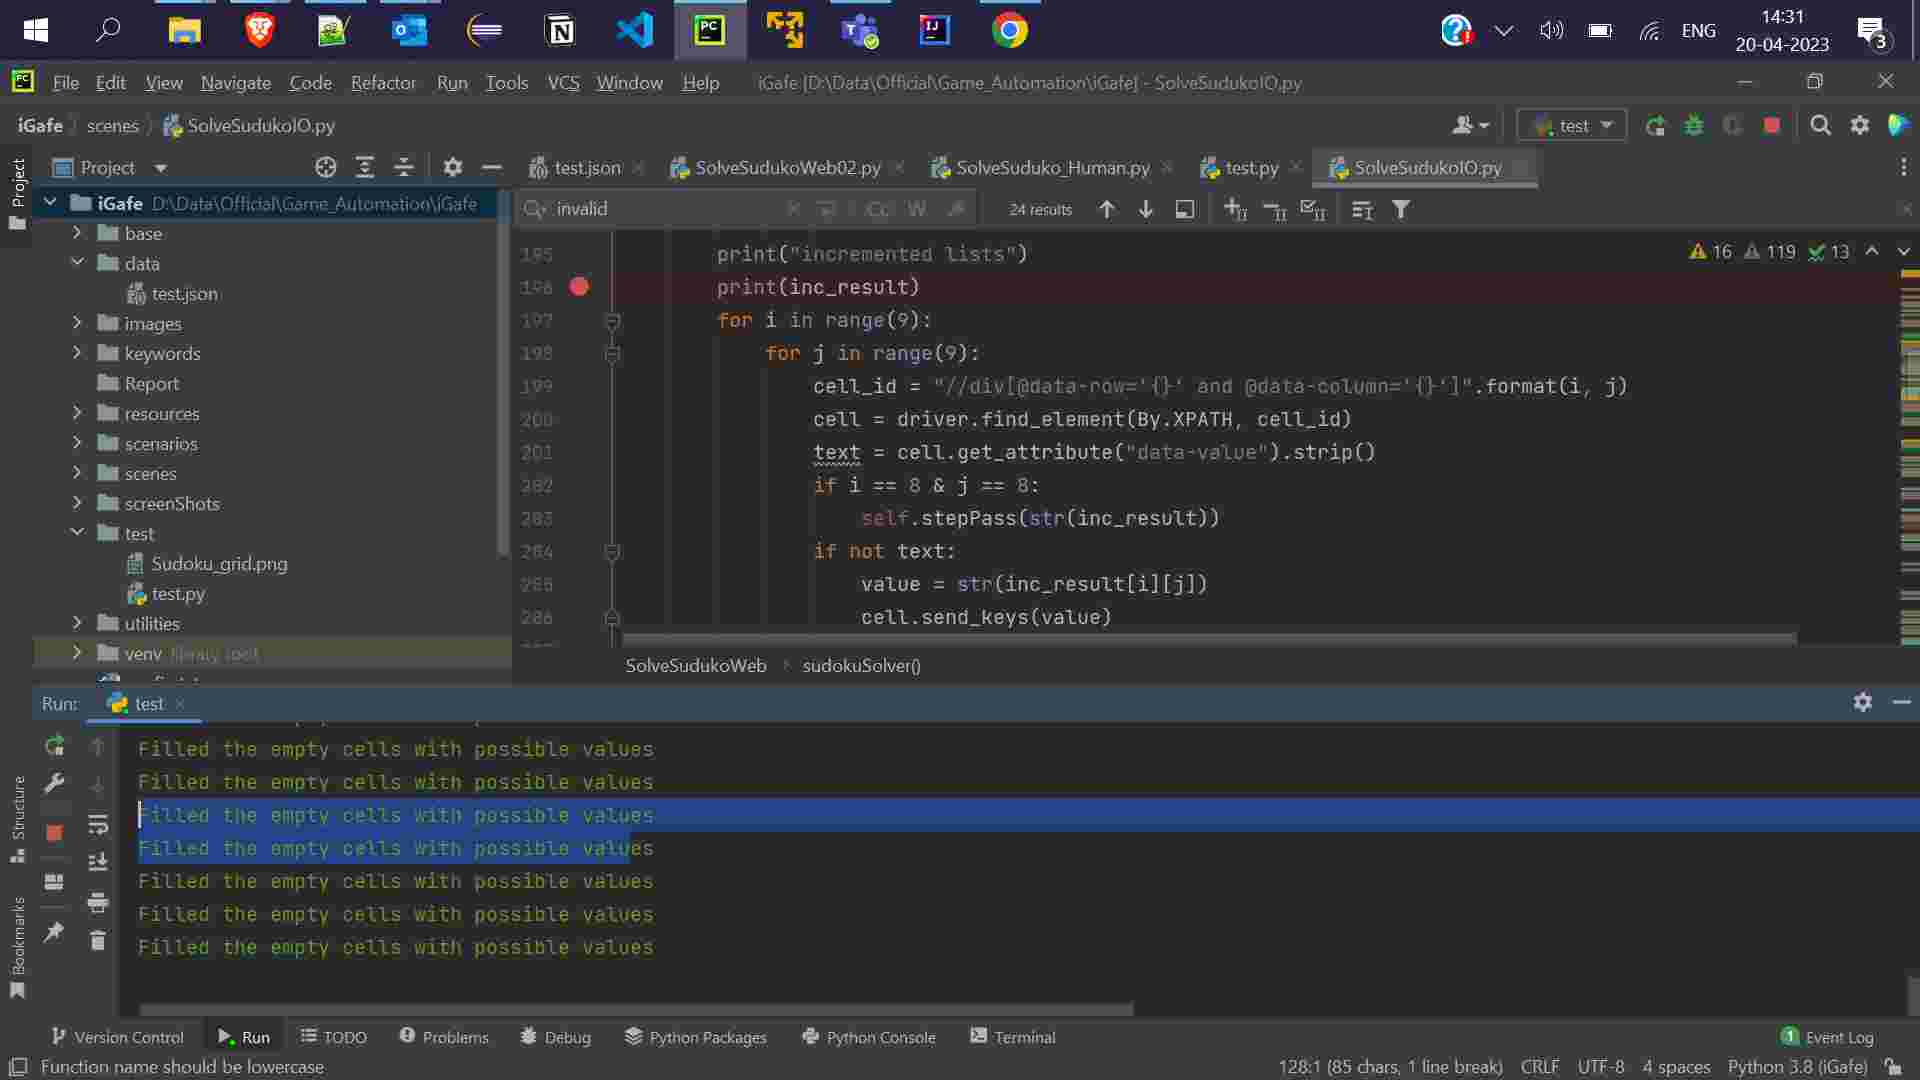 14:31
ENG
20-04-2023
3
File Edit View Navigate Code Refactor Run Tools VCS Window Help iGafe [D:\Data\Official\Game_Automation\iGafe] - SolveSudukoIO.py
iGafe scenes SolveSudukoIO.py
test
Project
test.json SolveSudukoWeb02.py SolveSuduko_Human.py test.py SolveSudukoIO.py
Project
iGafe D:\Data\Official\Game_Automation\iGafe
base
data
test.json
images
keywords
Report
resources
scenarios
scenes
screenShots
test
Sudoku_grid.png
test.py
utilities
venv library root
invalid
Cc W
24 results
16 119 13
195 print("incremented lists")
196 print(inc_result)
197 for i in range(9):
198 for j in range(9):
199 cell_id = "//div[@data-row='{}' and @data-column='{}']".format(i, j)
200 cell = driver.find_element(By.XPATH, cell_id)
201 text = cell.get_attribute("data-value").strip()
202 if i == 8 & j == 8:
203 self.stepPass(str(inc_result))
204 if not text:
205 value = str(inc_result[i][j])
206 cell.send_keys(value)
SolveSudukoWeb sudokuSolver()
Run: test
Filled the empty cells with possible values
Filled the empty cells with possible values
Filled the empty cells with possible values
Filled the empty cells with possible values
Filled the empty cells with possible values
Filled the empty cells with possible values
Filled the empty cells with possible values
Structure
Bookmarks
Version Control Run TODO Problems Debug Python Packages Python Console Terminal
1 Event Log
Function name should be lowercase
128:1 (85 chars, 1 line break) CRLF UTF-8 4 spaces Python 3.8 (iGafe)